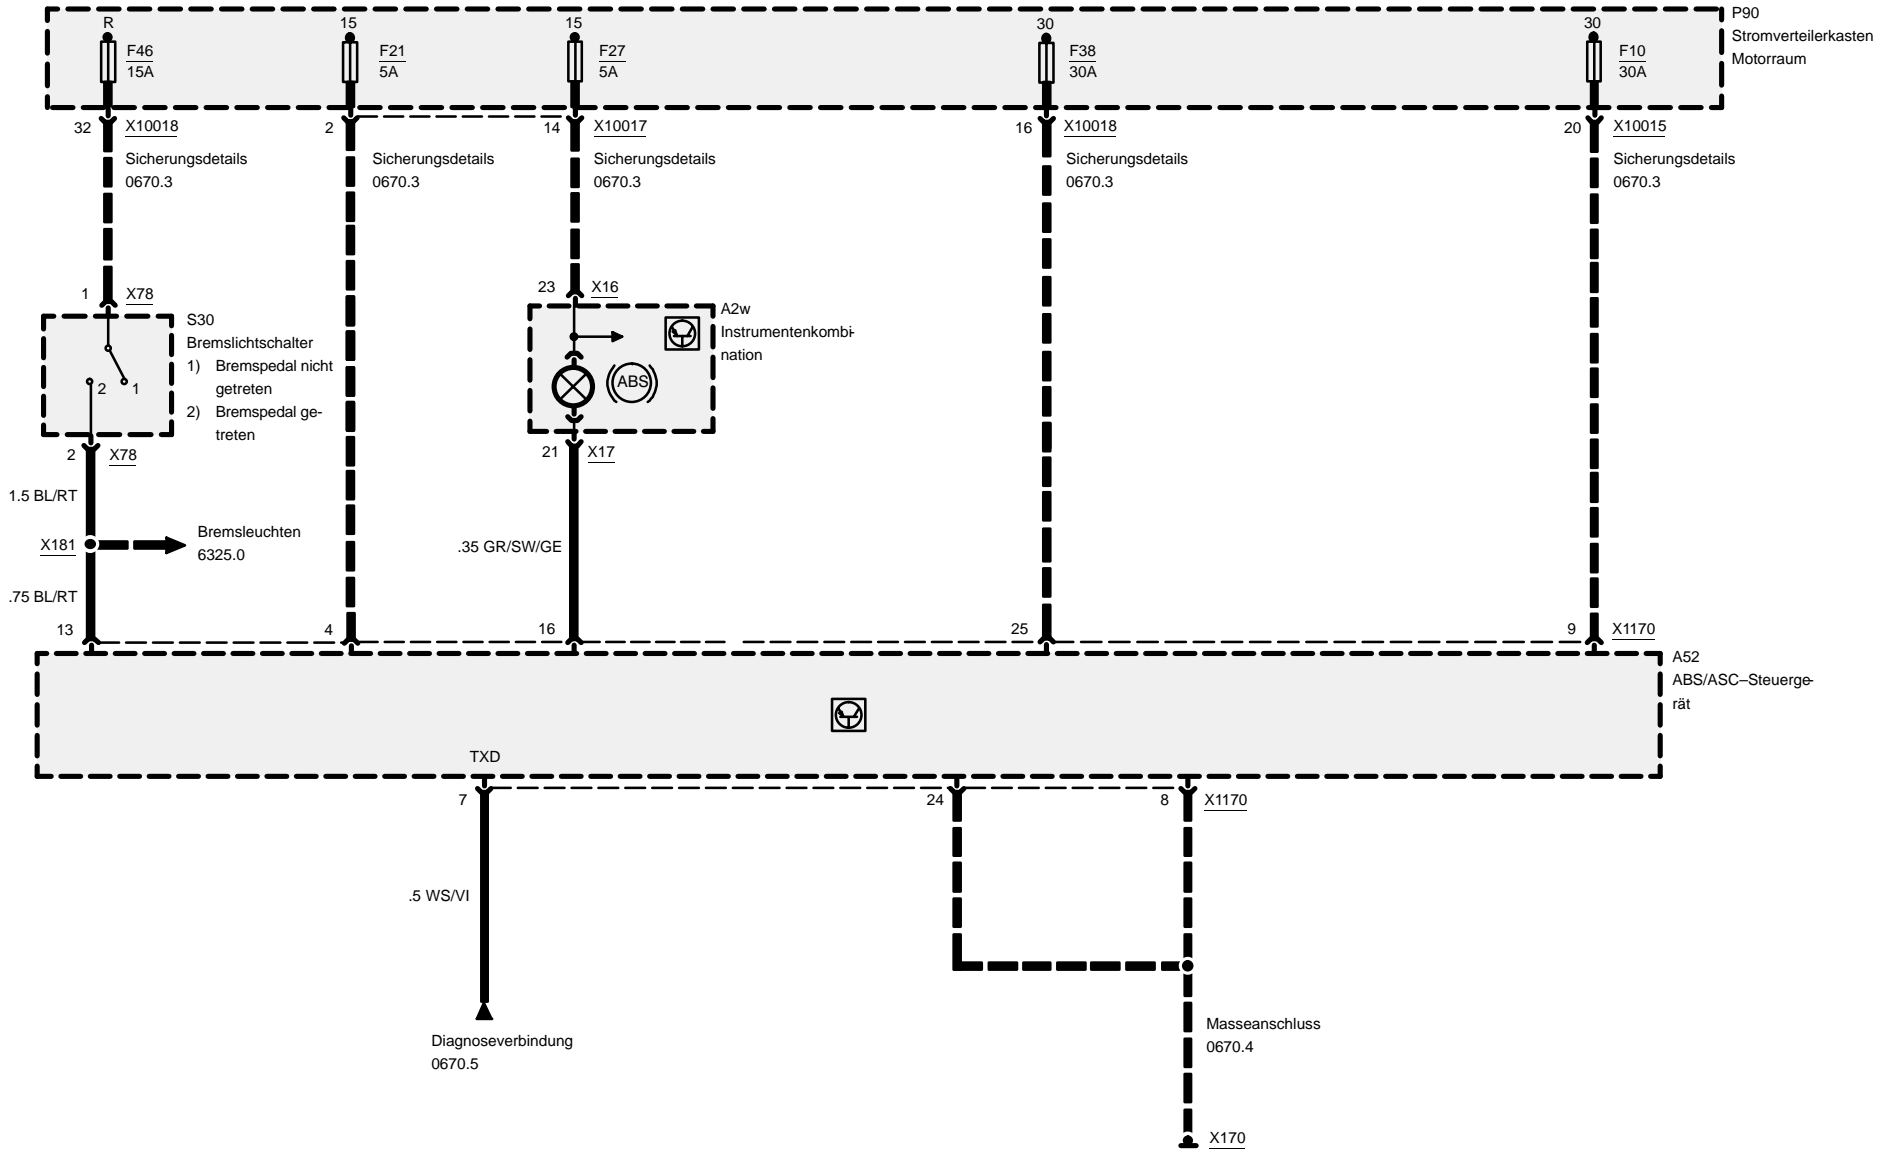 P90
Stromverteilerkasten
Motorraum
R
15
15
30
30
F46
15A
F21
5A
F27
5A
F38
30A
F10
30A
32
X10018
2
14
X10017
16
X10018
20
X10015
Sicherungsdetails
0670.3
Sicherungsdetails
0670.3
Sicherungsdetails
0670.3
Sicherungsdetails
0670.3
Sicherungsdetails
0670.3
1
X78
23
X16
S30
Bremslichtschalter
1) Bremspedal nicht
getreten
2) Bremspedal ge-
treten
2
1
A2w
Instrumentenkombi-
nation
ABS
2
X78
21
X17
1.5 BL/RT
X181
Bremsleuchten
6325.0
.35 GR/SW/GE
.75 BL/RT
13
4
16
25
9
X1170
A52
ABS/ASC–Steuerge-
rät
TXD
7
24
8
X1170
.5 WS/VI
Diagnoseverbindung
0670.5
Masseanschluss
0670.4
X170